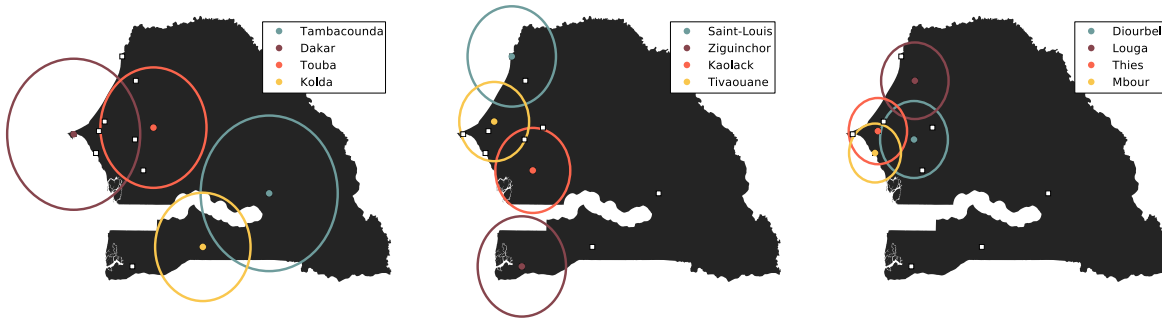 Tambacounda
Dakar
Touba
Kolda
Saint-Louis
Ziguinchor
Kaolack
Tivaouane
Diourbel
Louga
Thies
Mbour